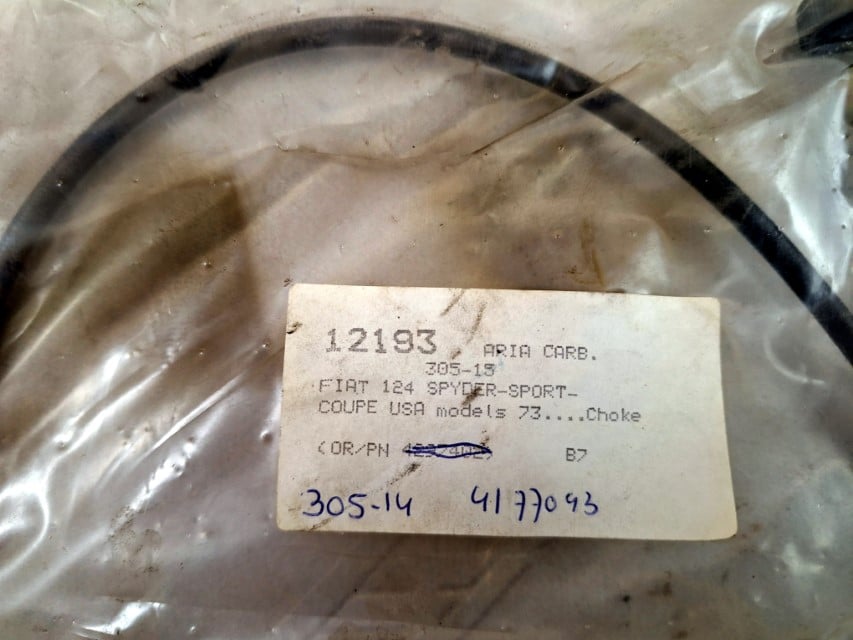 12193 ARIA CARB.
305-15
FIAT 124 SPYDER-SPORT-
COUPE USA models 73....Choke
(OR/PN B7
305-14 4177093